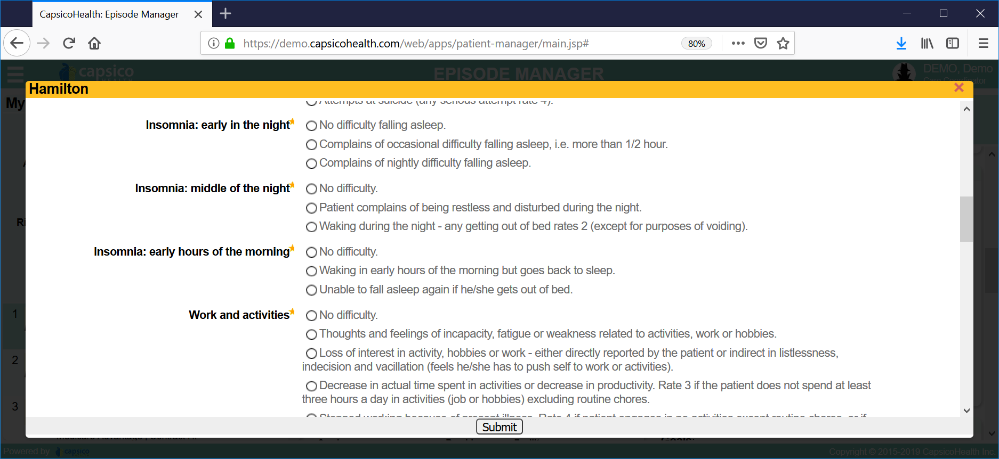 CapsicoHealth: Episode Manager
https://demo.capsicohealth.com/web/apps/patient-manager/main.jsp#
80%
capsico
HEALTH
EPISODE MANAGER
DEMO, Demo
Care Coordinator
My
Hamilton
Attempts at suicide (any serious attempt rate 4).
Insomnia: early in the night
No difficulty falling asleep.
Complains of occasional difficulty falling asleep, i.e. more than 1/2 hour.
Complains of nightly difficulty falling asleep.
Insomnia: middle of the night
No difficulty.
Patient complains of being restless and disturbed during the night.
Waking during the night - any getting out of bed rates 2 (except for purposes of voiding).
Ri
Insomnia: early hours of the morning
No difficulty.
Waking in early hours of the morning but goes back to sleep.
Unable to fall asleep again if he/she gets out of bed.
1
Work and activities
No difficulty.
Thoughts and feelings of incapacity, fatigue or weakness related to activities, work or hobbies.
Loss of interest in activity, hobbies or work - either directly reported by the patient or indirect in listlessness,
indecision and vacillation (feels he/she has to push self to work or activities).
2
Decrease in actual time spent in activities or decrease in productivity. Rate 3 if the patient does not spend at least
three hours a day in activities (job or hobbies) excluding routine chores.
3
Stopped working because of present illness. Rate 4 if patient engages in no activities except routine chores, or if
Submit
Medicare Advantage | Contract
Goals:
Powered by capsico
Copyright © 2015-2019 CapsicoHealth Inc